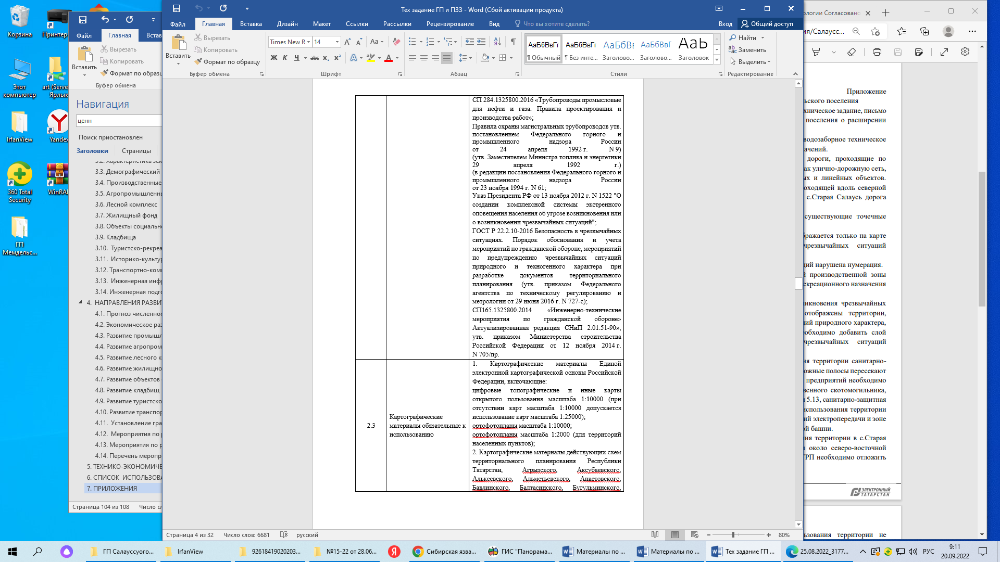 Корзина
Этот
компьютер
IrfanView
360 Total
Security
ГП
Мемдельс...
Принтер-
art (Serve
Ярлык
Yandex
WinRAR
Файл
Главная
Вста
Вставить
Вырезать
Копировать
Формат по образц
Буфер обмена
Навигация
ценн
Поиск приостановлен
Заголовки Страницы
3.2. Характеристика зем
3.3. Демографический
3.4. Производственные
3.5. Агропромышленны
3.6. Лесной комплекс
3.7. Жилищный фонд
3.8. Объекты социально
3.9. Кладбища
3.10. Туристско-рекреа
3.11. Историко-культур
3.12. Транспортно-ком
3.13. Инженерная инф
3.14. Инженерная подго
4. НАПРАВЛЕНИЯ РАЗВИТ
4.1. Прогноз численнос
4.2. Экономическое раз
4.3. Развитие промышл
4.4. Развитие агропром
4.5. Развитие лесного к
4.6. Развитие жилищно
4.7. Развитие объектов
4.8. Развитие кладбищ
4.9. Развитие туристско
4.10. Развитие транспор
4.11. Установление гра
4.12. Мероприятия по р
4.13. Мероприятия по р
4.14. Перечень меропр
5. ТЕХНИКО-ЭКОНОМИЧЕ
6. СПИСОК ИСПОЛЬЗОВА
7. ПРИЛОЖЕНИЯ
Страница 104 из 108 Число сл
Тех задание ГП и ПЗЗ - Word (Сбой активации продукта)
Файл Главная Вставка Дизайн Макет Ссылки Рассылки Рецензирование Вид Что вы хотите сделать? Вход Общий доступ
Вставить
Вырезать
Копировать
Формат по образцу
Буфер обмена
Times New R 14
Ж К Ч abc x₂ x²
Шрифт
Абзац
АаБбВвГг АаБбВвГг АаБбВı АаБбВвГ АаЬ
¶ Обычный ¶ Без инте... Заголово... Заголово... Заголовок
Стили
Найти
Заменить
Выделить
Редактирование
СП 284.1325800.2016 «Трубопроводы промысловые
для нефти и газа. Правила проектирования и
производства работ»;
Правила охраны магистральных трубопроводов утв.
постановлением Федерального горного и
промышленного надзора России
от 24 апреля 1992 г. N 9)
(утв. Заместителем Министра топлива и энергетики
29 апреля 1992 г.)
(в редакции постановления Федерального горного и
промышленного надзора России
от 23 ноября 1994 г. N 61;
Указ Президента РФ от 13 ноября 2012 г. N 1522 "О
создании комплексной системы экстренного
оповещения населения об угрозе возникновения или
о возникновении чрезвычайных ситуаций";
ГОСТ Р 22.2.10-2016 Безопасность в чрезвычайных
ситуациях. Порядок обоснования и учета
мероприятий по гражданской обороне, мероприятий
по предупреждению чрезвычайных ситуаций
природного и техногенного характера при
разработке документов территориального
планирования (утв. приказом Федерального
агентства по техническому регулированию и
метрологии от 29 июня 2016 г. N 727-с);
СП165.1325800.2014 «Инженерно-технические
мероприятия по гражданской обороне»
Актуализированная редакция СНиП 2.01.51-90»,
утв. приказом Министерства строительства
Российской Федерации от 12 ноября 2014 г.
N 705/пр.
2.3
Картографические
материалы обязательные к
использованию
1. Картографические материалы Единой
электронной картографической основы Российской
Федерации, включающие:
цифровые топографические и иные карты
открытого пользования масштаба 1:10000 (при
отсутствии карт масштаба 1:10000 допускается
использование карт масштаба 1:25000);
ортофотопланы масштаба 1:10000;
ортофотопланы масштаба 1:2000 (для территорий
населенных пунктов);
2. Картографические материалы действующих схем
территориального планирования Республики
Татарстан, Агрызского, Аксубаевского,
Алькеевского, Альметьевского, Апастовского,
Бавлинского, Балтасинского, Бугульминского,
Страница 4 из 32 Число слов: 6681 русский 80%
ологии Согласовано
ия/Салаусс...
Приложение
льского поселения
хническое задание, письмо
поселения о расширении
водозаборное техническое
ачений.
дороги, проходящие по
ак улично-дорожную сеть,
ых и линейных объектов.
оходящей вдоль северной
с.Старая Салаусь дорога
существующие точечные
бражается только на карте
чрезвычайных ситуаций
ций нарушена нумерация.
й производственной зоны
екреационного назначения
никновения чрезвычайных
отображены территории,
ций природного характера,
еобходимо добавить слой
чрезвычайных ситуаций
ия территории санитарно-
ожные полосы пересекают
предприятий необходимо
венного скотомогильника,
и 5.13, санитарно-защитная
использования территории
ий электропередачи и зоне
ой башни.
ния территории в с.Старая
и около северо-восточной
ГРП необходимо отложить
ЭЛЕКТРОННЫЙ
ТАТАРСТАН
ьзования территории не
ГП Салауссуого...
IrfanView
92618419020203...
№15-22 от 28.06...
Сибирская язва...
ГИС "Панорама...
Материалы по ...
Материалы по ...
Тех задание ГП ...
25.08.2022_3177...
РУС
9:11
20.09.2022